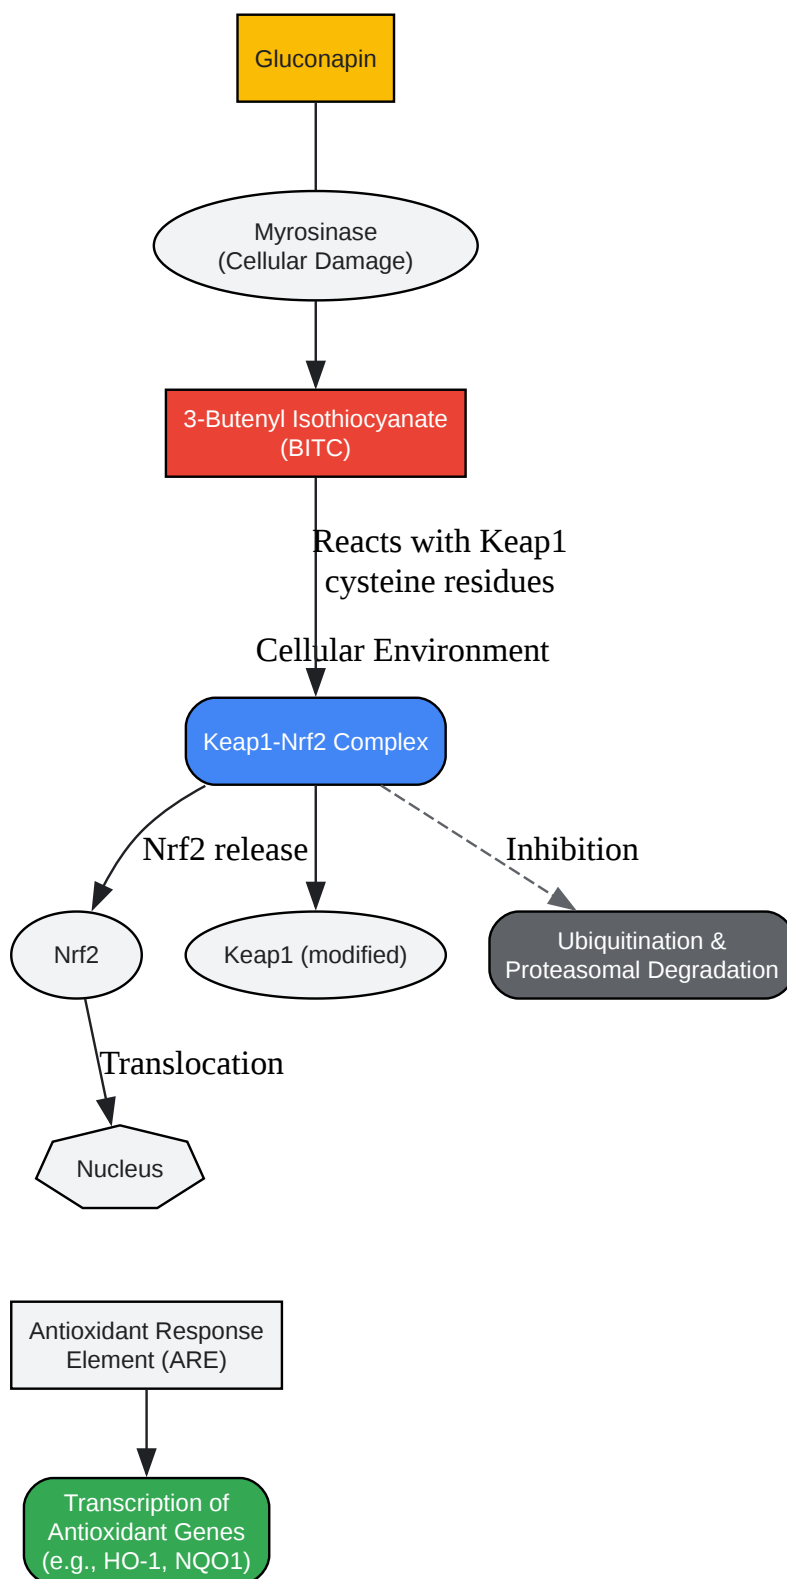 Gluconapin
Myrosinase
(Cellular Damage)
3-Butenyl Isothiocyanate
(BITC)
Reacts with Keap1
cysteine residues
Cellular Environment
Keap1-Nrf2 Complex
Nrf2 release
Inhibition
Nrf2
Keap1 (modified)
Ubiquitination &
Proteasomal Degradation
Translocation
Nucleus
Antioxidant Response
Element (ARE)
Transcription of
Antioxidant Genes
(e.g., HO-1, NQO1)